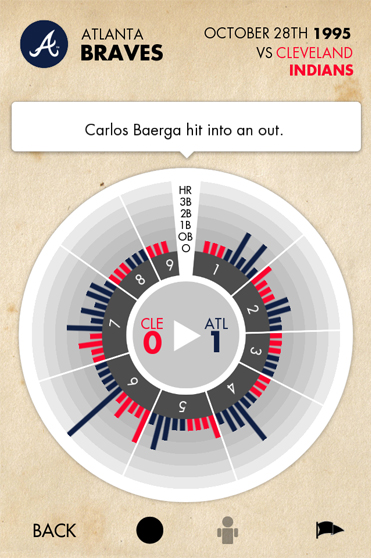 A
ATLANTA
BRAVES
OCTOBER 28TH 1995
VS CLEVELAND
INDIANS
Carlos Baerga hit into an out.
HR
3B
2B
1B
OB
O
1
2
3
4
5
6
7
8
9
CLE
0
ATL
1
BACK